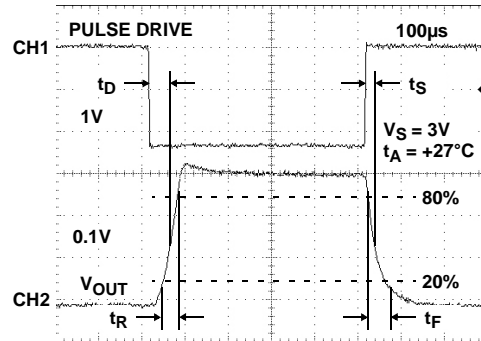 PULSE DRIVE
100µs
CH1
tD
tS
1V
VS = 3V
tA = +27°C
80%
0.1V
VOUT
20%
CH2
tR
tF